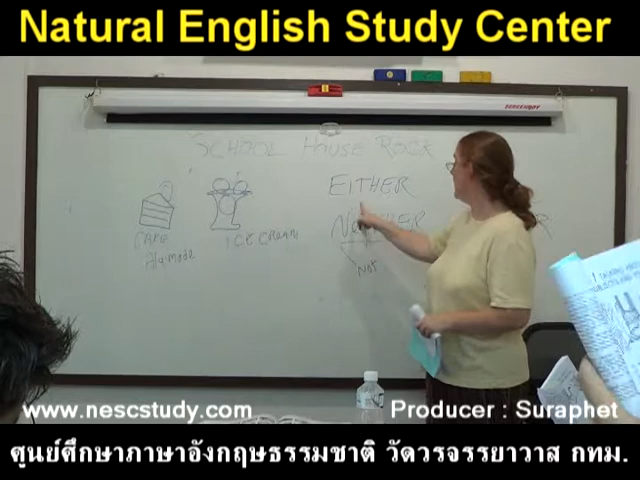 Natural English Study Center
SCHOOL HOUSE ROCK
EITHER
NEITHER
CAKE
Ala mode
ICE CREAM
NOT
www.nescstudy.com
Producer : Suraphet
ศูนย์ศึกษาภาษาอังกฤษธรรมชาติ วัดวรจรรยาวาส กทม.